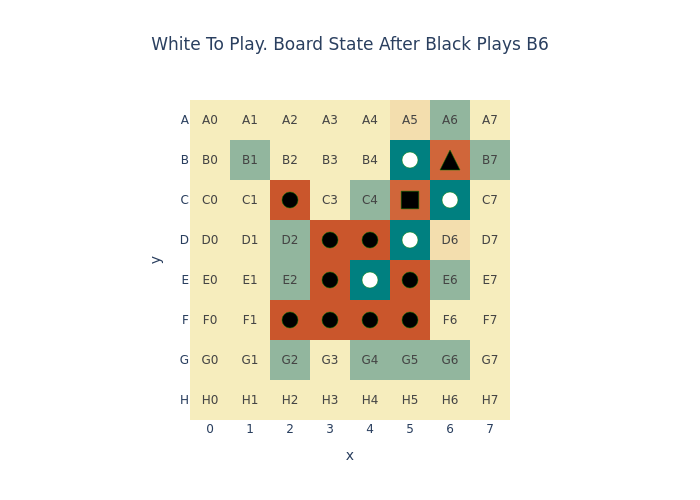 White To Play. Board State After Black Plays B6
A A0 A1 A2 A3 A4 A5 A6 A7
B B0 B1 B2 B3 B4 B7
C C0 C1 C3 C4 C7
D D0 D1 D2 D6 D7
y
E E0 E1 E2 E6 E7
F F0 F1 F6 F7
G G0 G1 G2 G3 G4 G5 G6 G7
H H0 H1 H2 H3 H4 H5 H6 H7
0 1 2 3 4 5 6 7
x